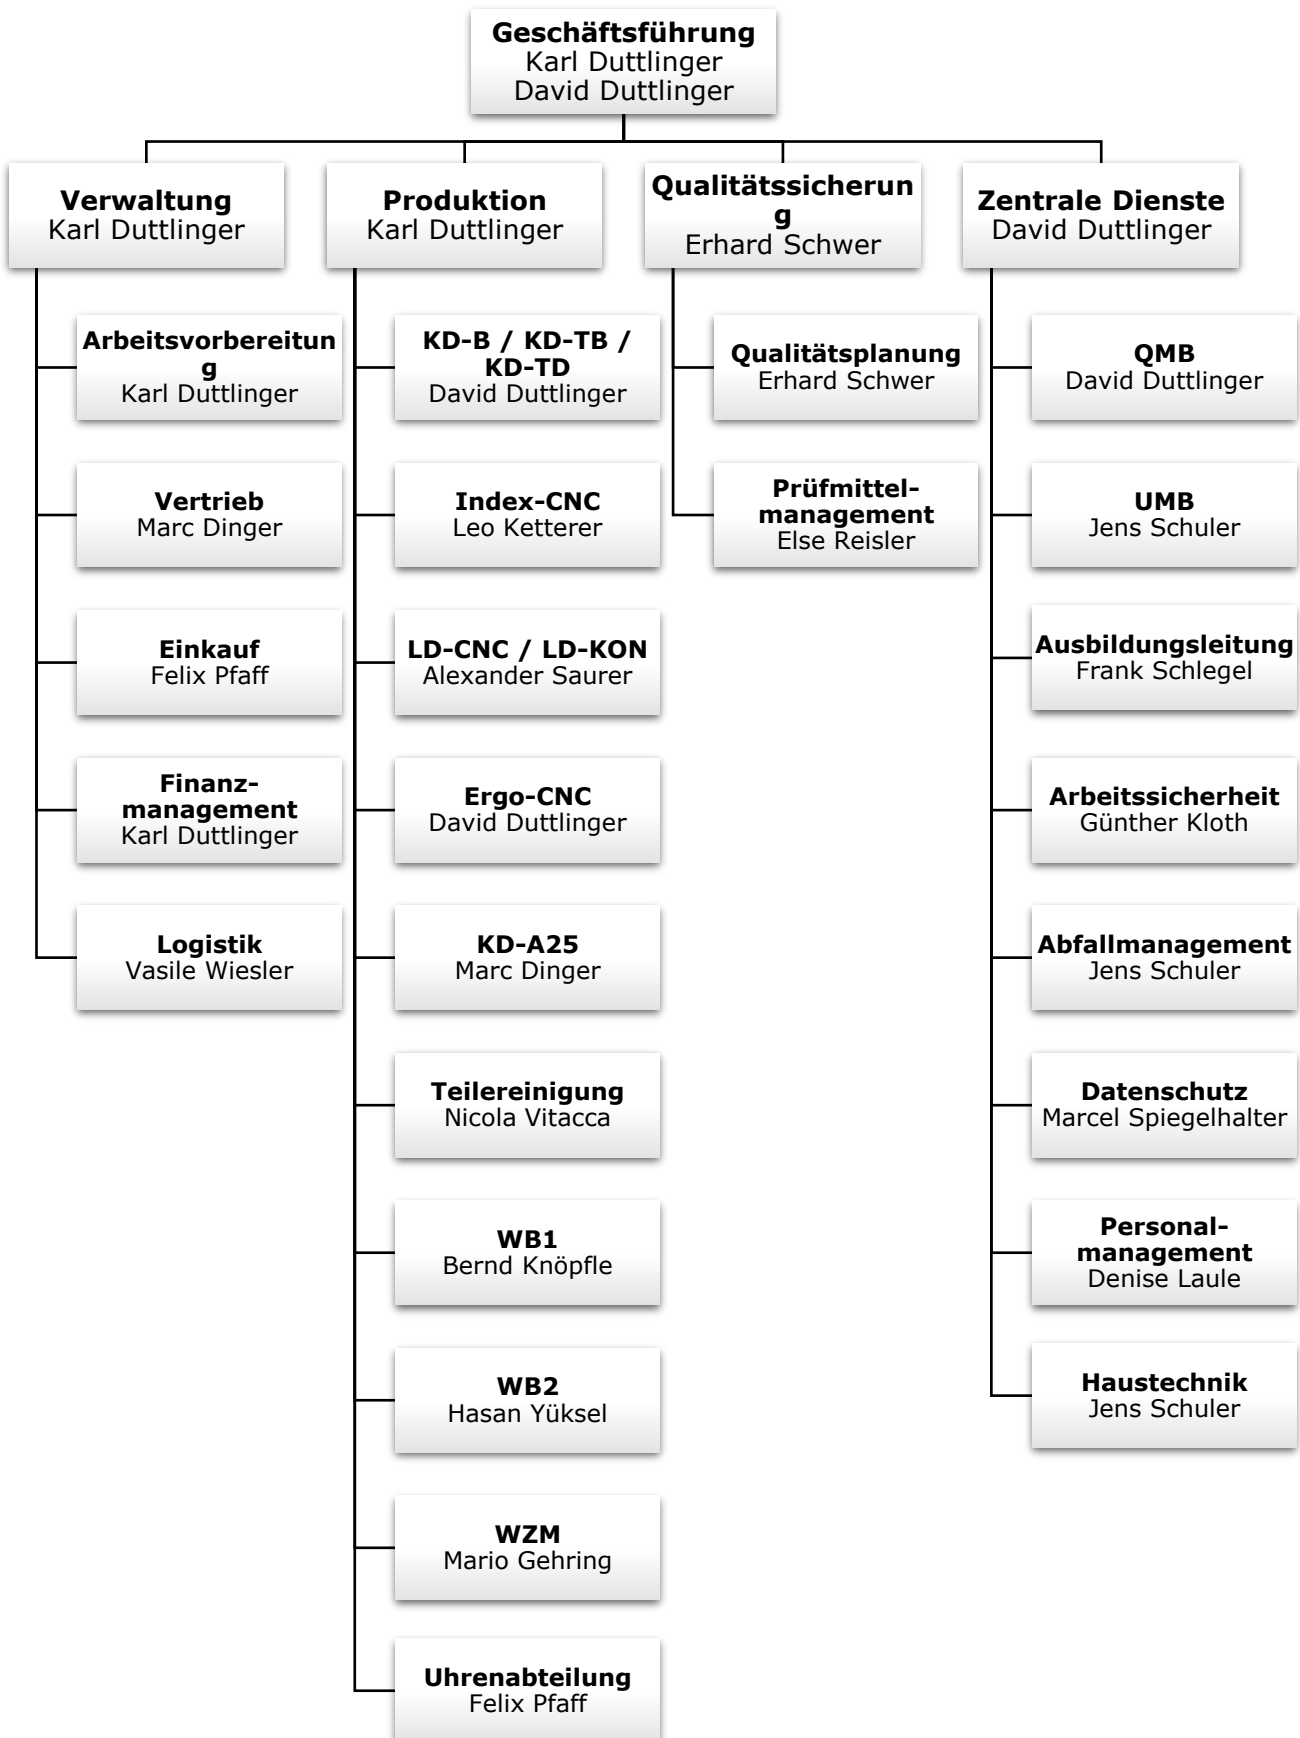 Geschäftsführung
Karl Duttlinger
David Duttlinger
Verwaltung
Karl Duttlinger
Arbeitsvorbereitun
g
Karl Duttlinger
Vertrieb
Marc Dinger
Einkauf
Felix Pfaff
Finanz-
management
Karl Duttlinger
Logistik
Vasile Wiesler
Produktion
Karl Duttlinger
KD-B / KD-TB /
KD-TD
David Duttlinger
Index-CNC
Leo Ketterer
LD-CNC / LD-KON
Alexander Saurer
Ergo-CNC
David Duttlinger
KD-A25
Marc Dinger
Teilereinigung
Nicola Vitacca
WB1
Bernd Knöpfle
WB2
Hasan Yüksel
WZM
Mario Gehring
Uhrenabteilung
Felix Pfaff
Qualitätssicherun
g
Erhard Schwer
Qualitätsplanung
Erhard Schwer
Prüfmittel-
management
Else Reisler
Zentrale Dienste
David Duttlinger
QMB
David Duttlinger
UMB
Jens Schuler
Ausbildungsleitung
Frank Schlegel
Arbeitssicherheit
Günther Kloth
Abfallmanagement
Jens Schuler
Datenschutz
Marcel Spiegelhalter
Personal-
management
Denise Laule
Haustechnik
Jens Schuler